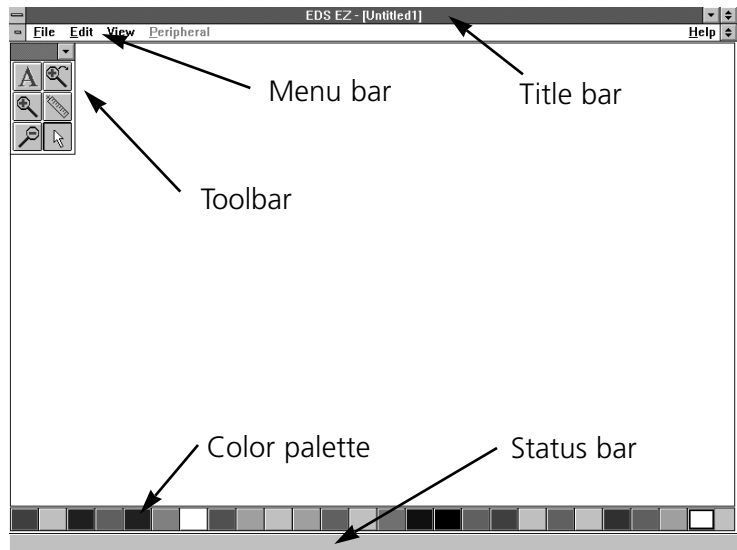 EDS EZ - [Untitled1]
File Edit View Peripheral Help
Menu bar
Title bar
A
Toolbar
Color palette
Status bar